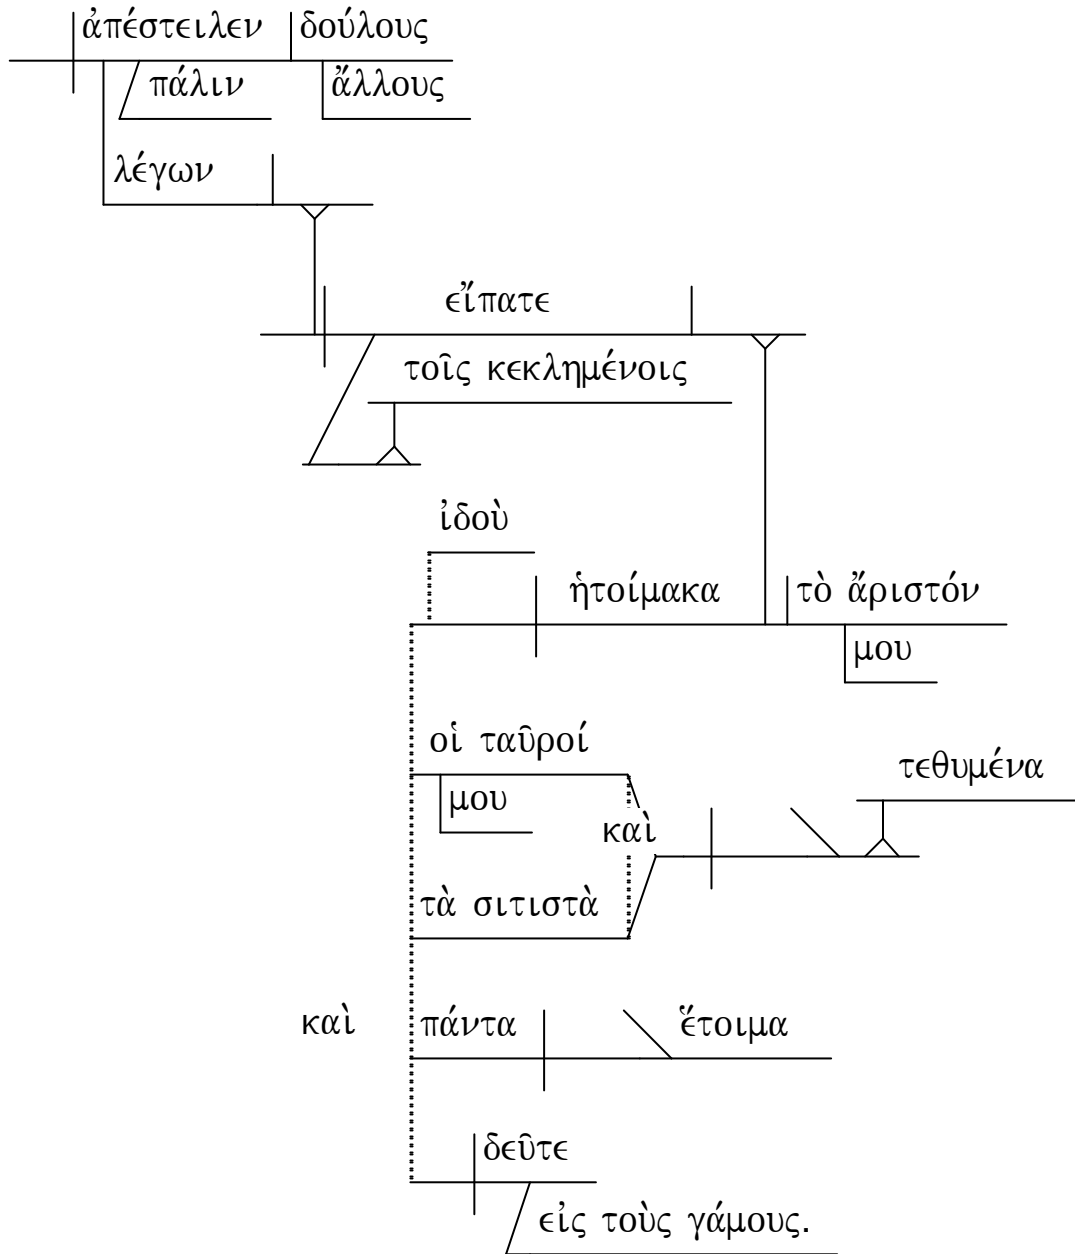 ἀπέστειλεν δούλους
πάλιν ἄλλους
λέγων
εἴπατε
τοῖς κεκλημένοις
ἰδοὺ
ἡτοίμακα τὸ ἄριστόν
μου
οἱ ταῦροί
τεθυμένα
μου
καὶ
τὰ σιτιστὰ
καὶ πάντα ἕτοιμα
δεῦτε
εἰς τοὺς γάμους.